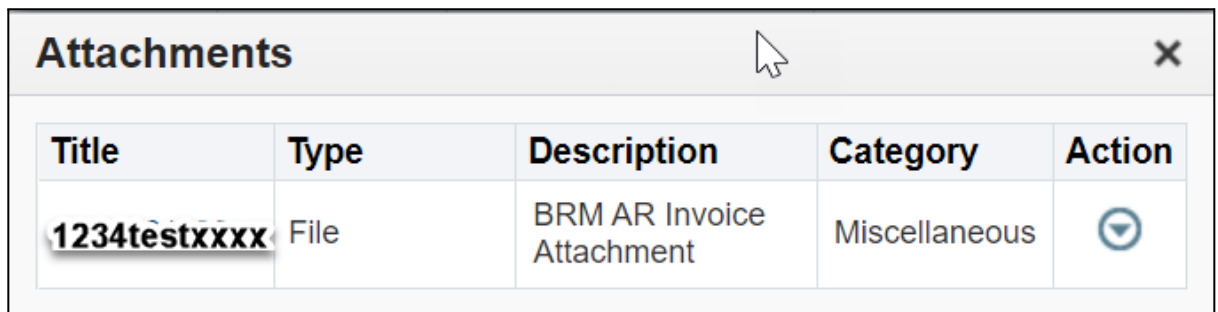 Attachments
Title Type Description Category Action
1234testxxxx File BRM AR Invoice Attachment Miscellaneous